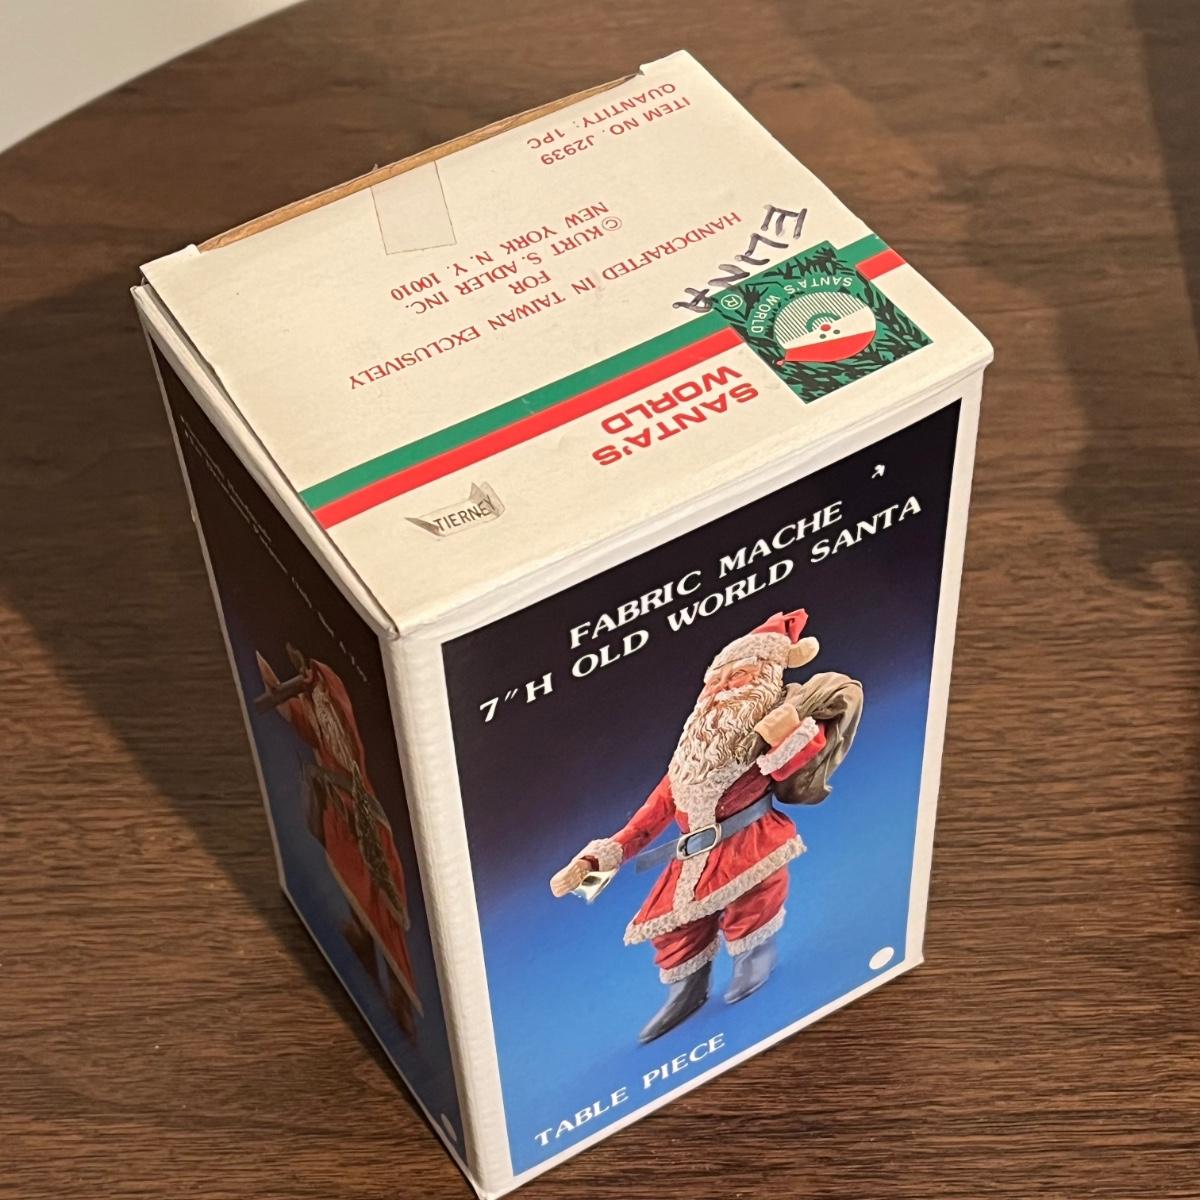 ITEM NO. J2939
QUANTITY: 1PC
HANDCRAFTED IN TAIWAN EXCLUSIVELY
FOR
© KURT S. ADLER INC.
NEW YORK N. Y. 10010
ELINA
SANTA'S
WORLD
®
SANTA'S
WORLD
TIERNEY
FABRIC MACHE
7"H OLD WORLD SANTA
TABLE PIECE